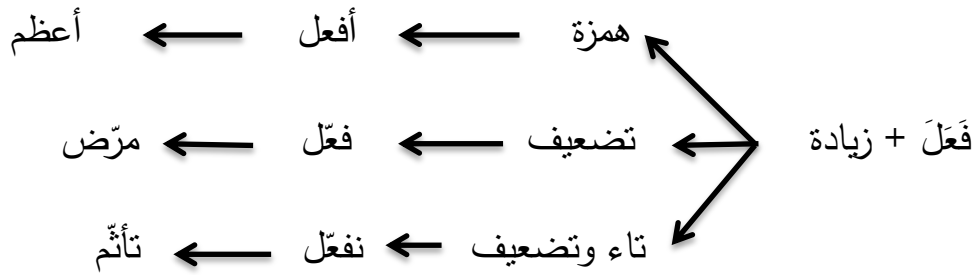 همزة أفعل أعظم
فَعَلَ + زيادة تضعيف فعّل مرّض
تاء وتضعيف نفعّل تأثّم